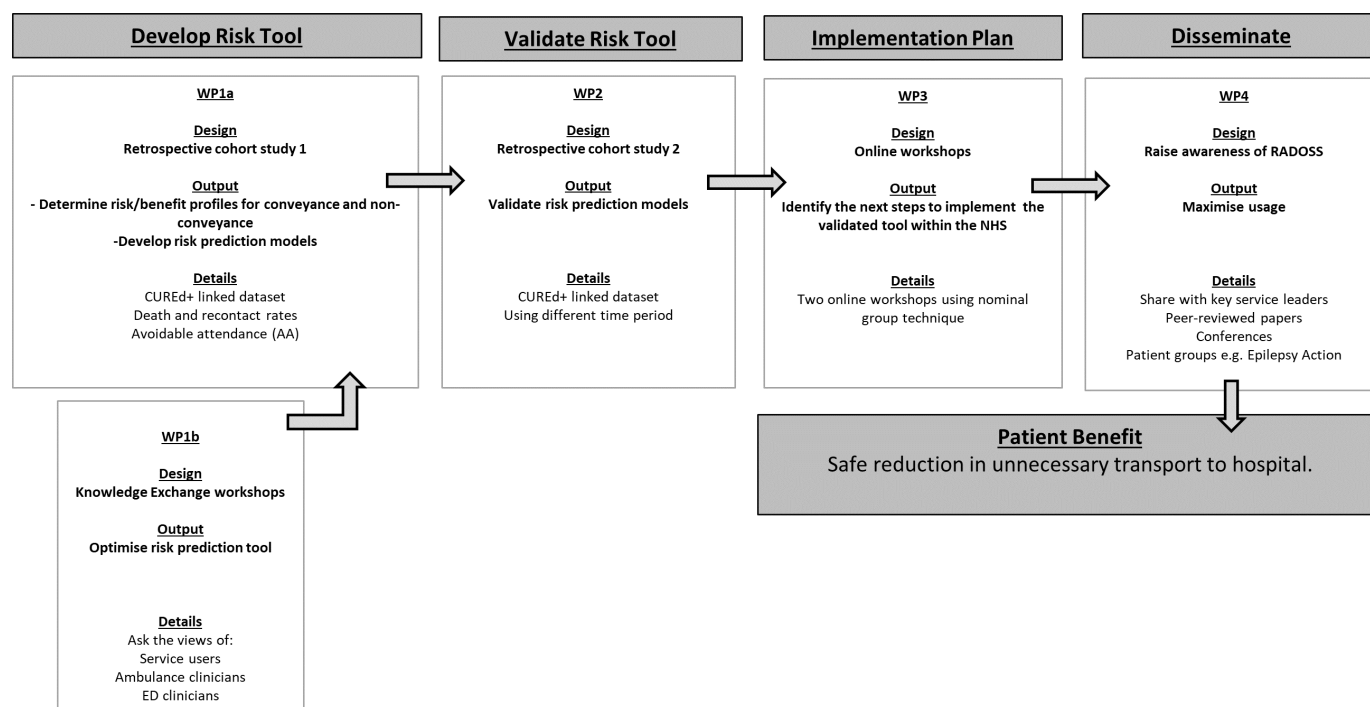 Develop Risk Tool
Validate Risk Tool
Implementation Plan
Disseminate
WP1a
Design
Retrospective cohort study 1
Output
- Determine risk/benefit profiles for conveyance and non-
conveyance
-Develop risk prediction models
Details
CUREd+ linked dataset
Death and recontact rates
Avoidable attendance (AA)
WP2
Design
Retrospective cohort study 2
Output
Validate risk prediction models
Details
CUREd+ linked dataset
Using different time period
WP3
Design
Online workshops
Output
Identify the next steps to implement the
validated tool within the NHS
Details
Two online workshops using nominal
group technique
WP4
Design
Raise awareness of RADOSS
Output
Maximise usage
Details
Share with key service leaders
Peer-reviewed papers
Conferences
Patient groups e.g. Epilepsy Action
WP1b
Design
Knowledge Exchange workshops
Output
Optimise risk prediction tool
Details
Ask the views of:
Service users
Ambulance clinicians
ED clinicians
Patient Benefit
Safe reduction in unnecessary transport to hospital.